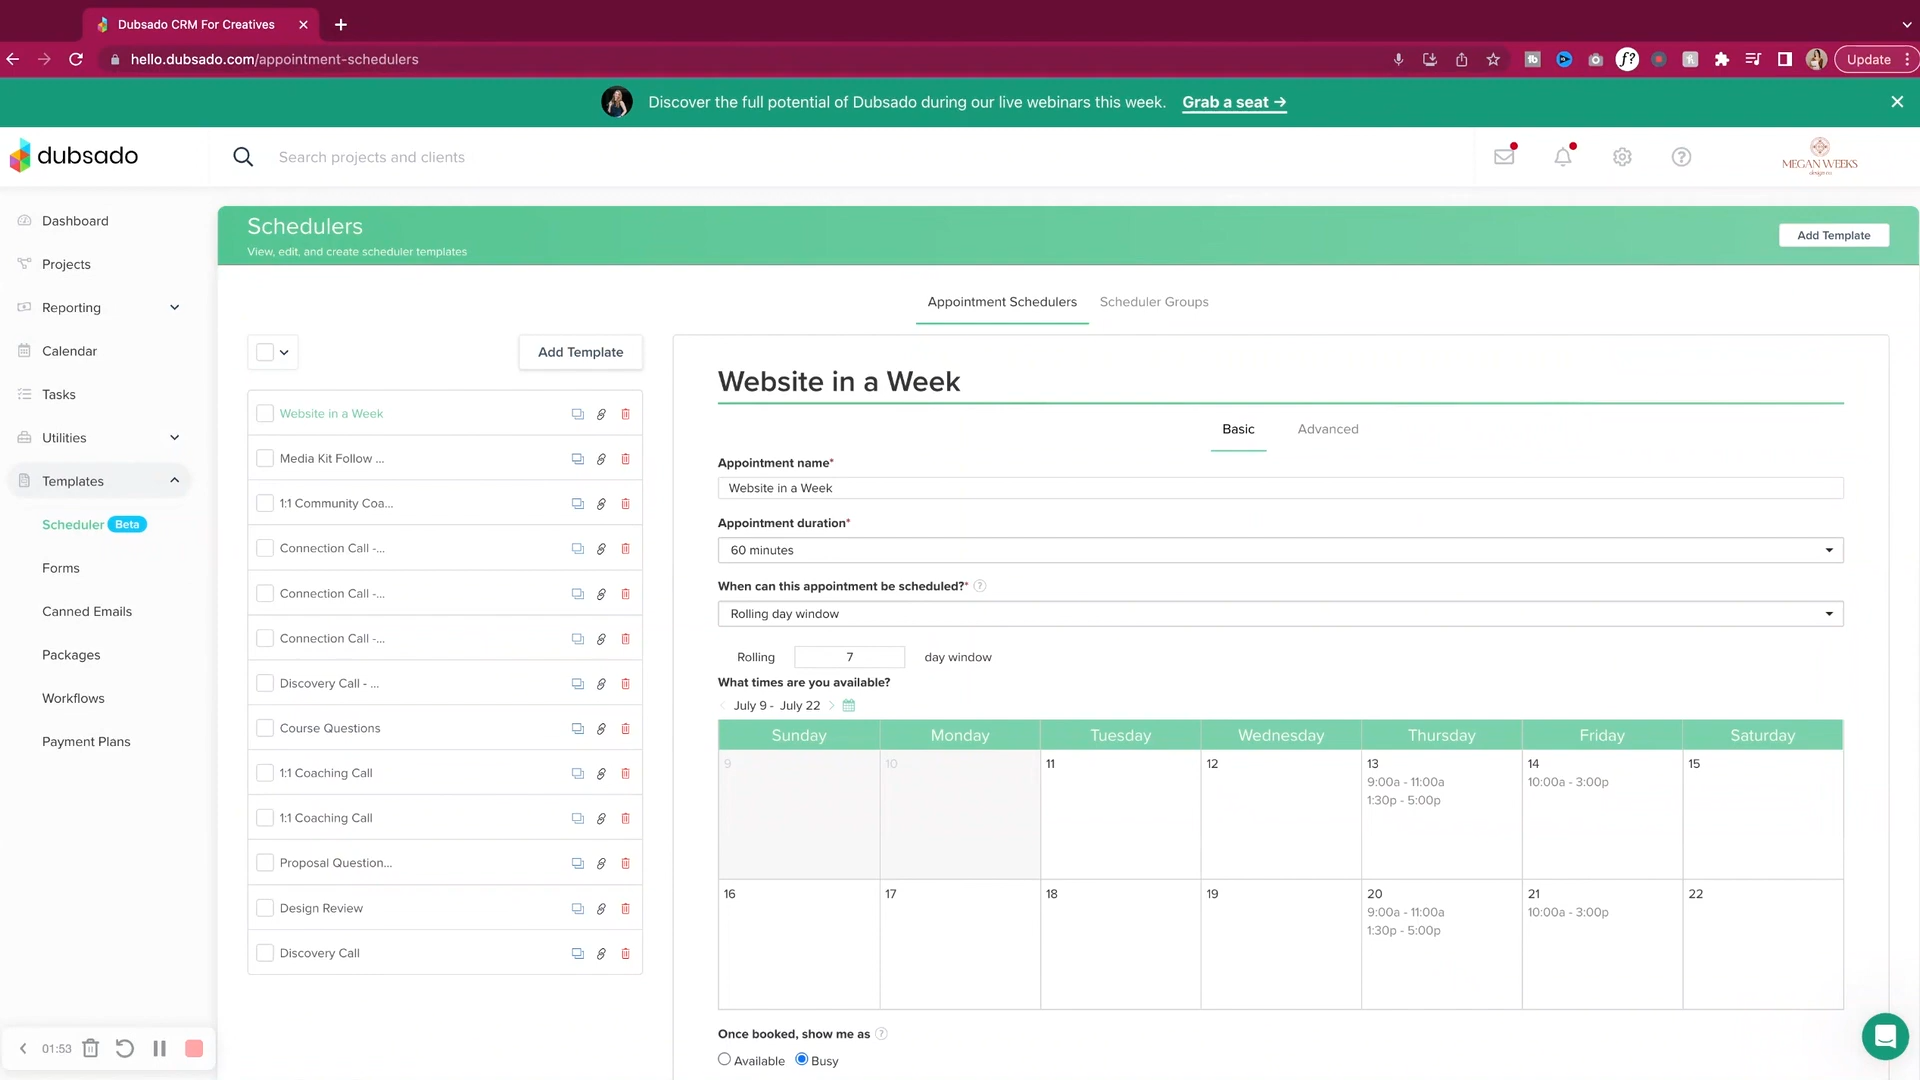 Dubsado CRM For Creatives
hello.dubsado.com/appointment-schedulers
Update
Discover the full potential of Dubsado during our live webinars this week. Grab a seat →
dubsado
Search projects and clients
MEGAN WEEKS
design co
Dashboard
Projects
Reporting
Calendar
Tasks
Utilities
Templates
Scheduler Beta
Forms
Canned Emails
Packages
Workflows
Payment Plans
01:53
Schedulers
View, edit, and create scheduler templates
Add Template
Appointment Schedulers
Scheduler Groups
Add Template
Website in a Week
Media Kit Follow ...
1:1 Community Coa...
Connection Call -...
Connection Call -...
Connection Call -...
Discovery Call - ...
Course Questions
1:1 Coaching Call
1:1 Coaching Call
Proposal Question...
Design Review
Discovery Call
Website in a Week
Basic
Advanced
Appointment name*
Website in a Week
Appointment duration*
60 minutes
When can this appointment be scheduled?* ?
Rolling day window
Rolling 7 day window
What times are you available?
July 9 - July 22
Sunday Monday Tuesday Wednesday Thursday Friday Saturday
9 10 11 12 13 14 15
9:00a - 11:00a 10:00a - 3:00p
1:30p - 5:00p
16 17 18 19 20 21 22
9:00a - 11:00a 10:00a - 3:00p
1:30p - 5:00p
Once booked, show me as ?
Available Busy